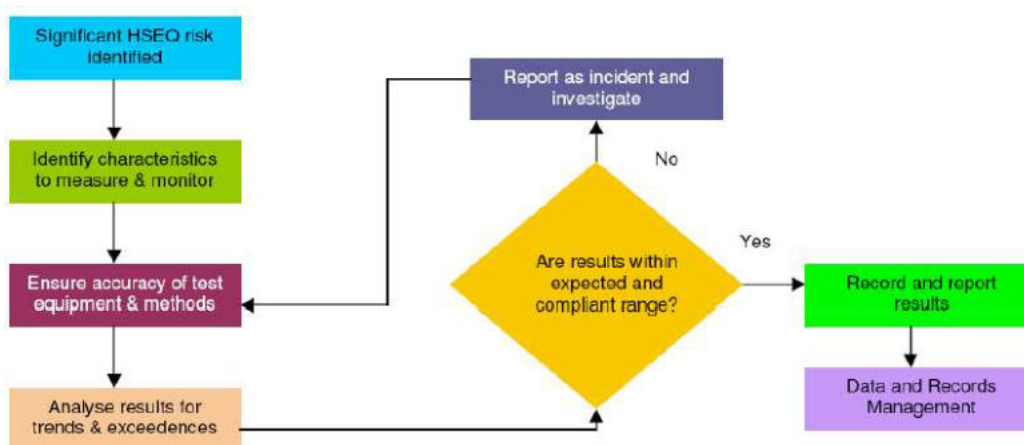 Significant HSEQ risk
identified
Report as incident and
investigate
Identify characteristics
to measure & monitor
No
Yes
Ensure accuracy of test
equipment & methods
Are results within
expected and
compliant range?
Record and report
results
Analyse results for
trends & exceedences
Data and Records
Management